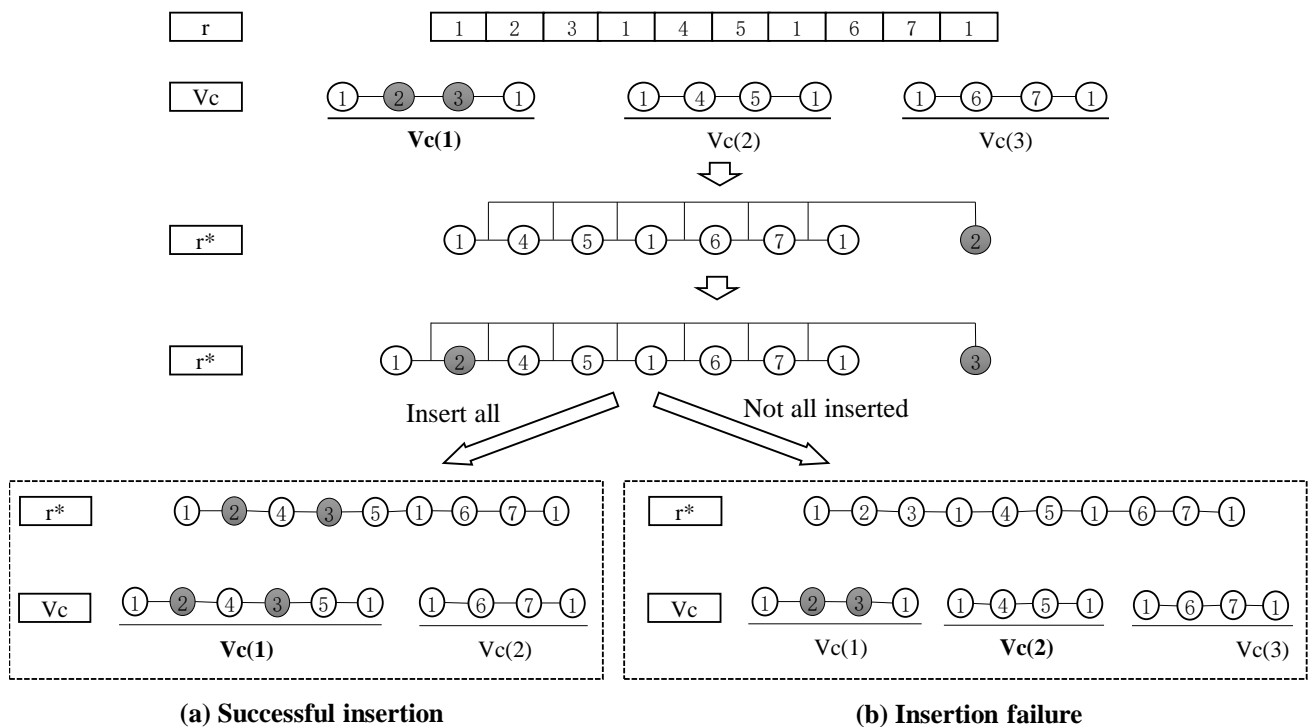 r 1 2 3 1 4 5 1 6 7 1
Vc 1 2 3 1 1 4 5 1 1 6 7 1
Vc(1) Vc(2) Vc(3)
r* 1 4 5 1 6 7 1 2
r* 1 2 4 5 1 6 7 1 3
Insert all Not all inserted
r* 1 2 4 3 5 1 6 7 1
Vc 1 2 4 3 5 1 1 6 7 1
Vc(1) Vc(2)
(a) Successful insertion
r* 1 2 3 1 4 5 1 6 7 1
Vc 1 2 3 1 1 4 5 1 1 6 7 1
Vc(1) Vc(2) Vc(3)
(b) Insertion failure